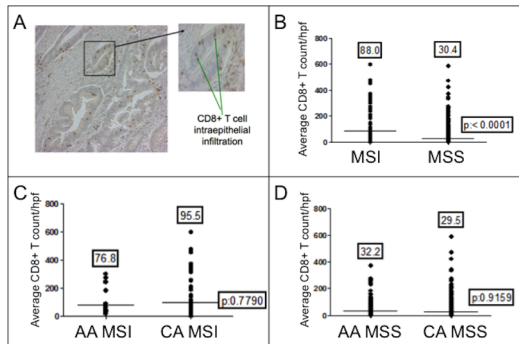 A
CD8+ T cell
intraepithelial
infiltration
B
Average CD8+ T count/hpf
800
600
400
200
0
88.0
30.4
p:< 0.0001
MSI
MSS
C
Average CD8+ T count/hpf
800
600
400
200
0
76.8
95.5
p:0.7790
AA MSI
CA MSI
D
Average CD8+ T count/hpf
800
600
400
200
0
32.2
29.5
p:0.9159
AA MSS
CA MSS